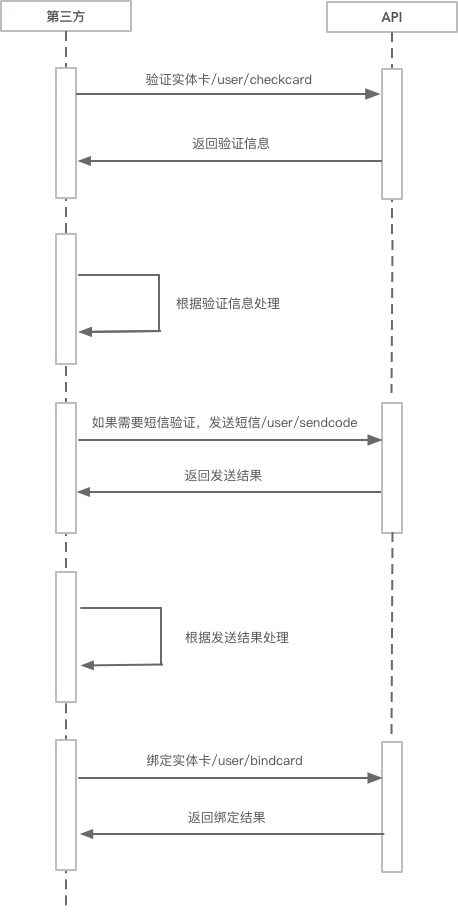 第三方
API
验证实体卡/user/checkcard
返回验证信息
根据验证信息处理
如果需要短信验证，发送短信/user/sendcode
返回发送结果
根据发送结果处理
绑定实体卡/user/bindcard
返回绑定结果